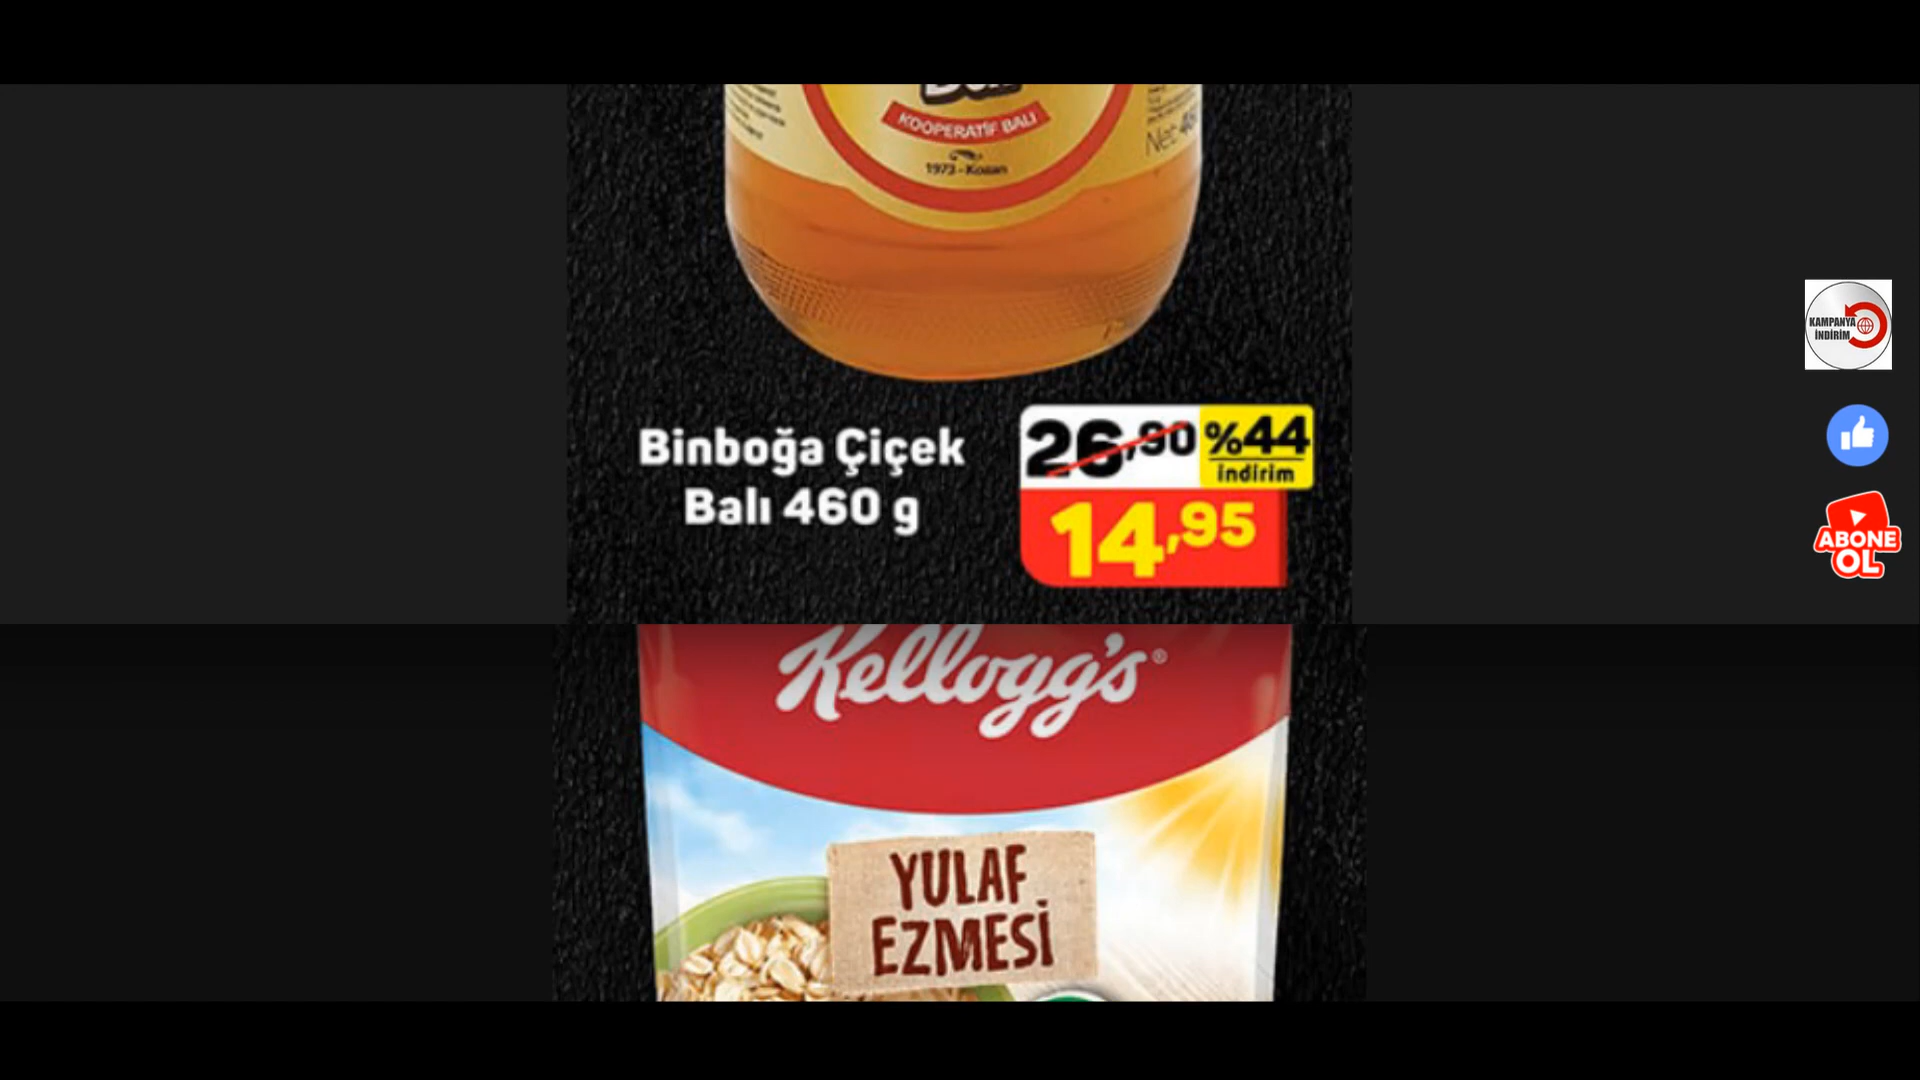 KOOPERATİF BALI
1973 - Kozan
Net
Binboğa Çiçek
Balı 460 g
26,90 %44
indirim
14,95
KAMPANYA
İNDİRİM
ABONE
OL
Kellogg's®
YULAF
EZMESİ